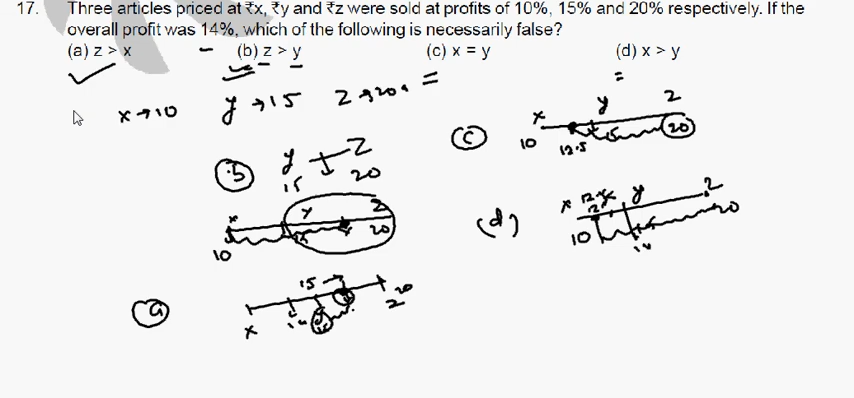 17. Three articles priced at ₹x, ₹y and ₹z were sold at profits of 10%, 15% and 20% respectively. If the
overall profit was 14%, which of the following is necessarily false?
(a) z > x (b) z > y (c) x = y (d) x > y
x → 10 y → 15 z → 20
(b) y z
15 20
x y z
10 20
(c) x y z
10 12.5 20
(d) x y z
10 14 20
(a) 15 20
x 14 z